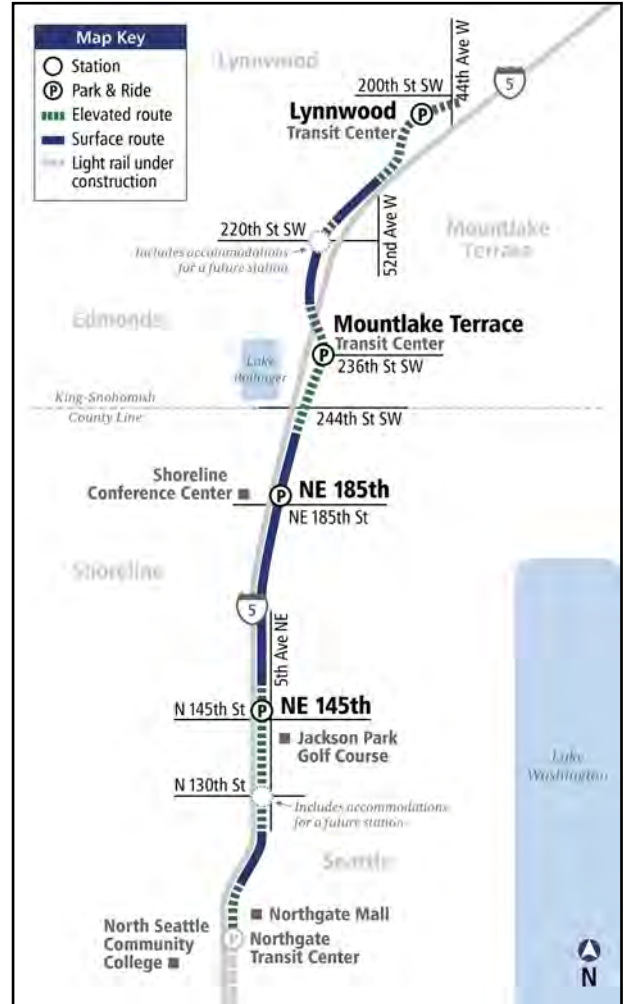 Map Key
Station
P Park & Ride
Elevated route
Surface route
Light rail under
construction
Lynnwood
200th St SW
44th Ave W
5
Lynnwood
Transit Center
P
220th St SW
Includes accommodations
for a future station
52nd Ave W
Mountlake
Terrace
Edmonds
Mountlake Terrace
Transit Center
P
236th St SW
Lake
Ballinger
King-Snohomish
County Line
244th St SW
Shoreline
Conference Center
P
NE 185th
NE 185th St
Shoreline
5
5th Ave NE
N 145th St
P
NE 145th
Jackson Park
Golf Course
N 130th St
Includes accommodations
for a future station
Lake
Washington
Seattle
Northgate Mall
North Seattle
Community
College
P
Northgate
Transit Center
N